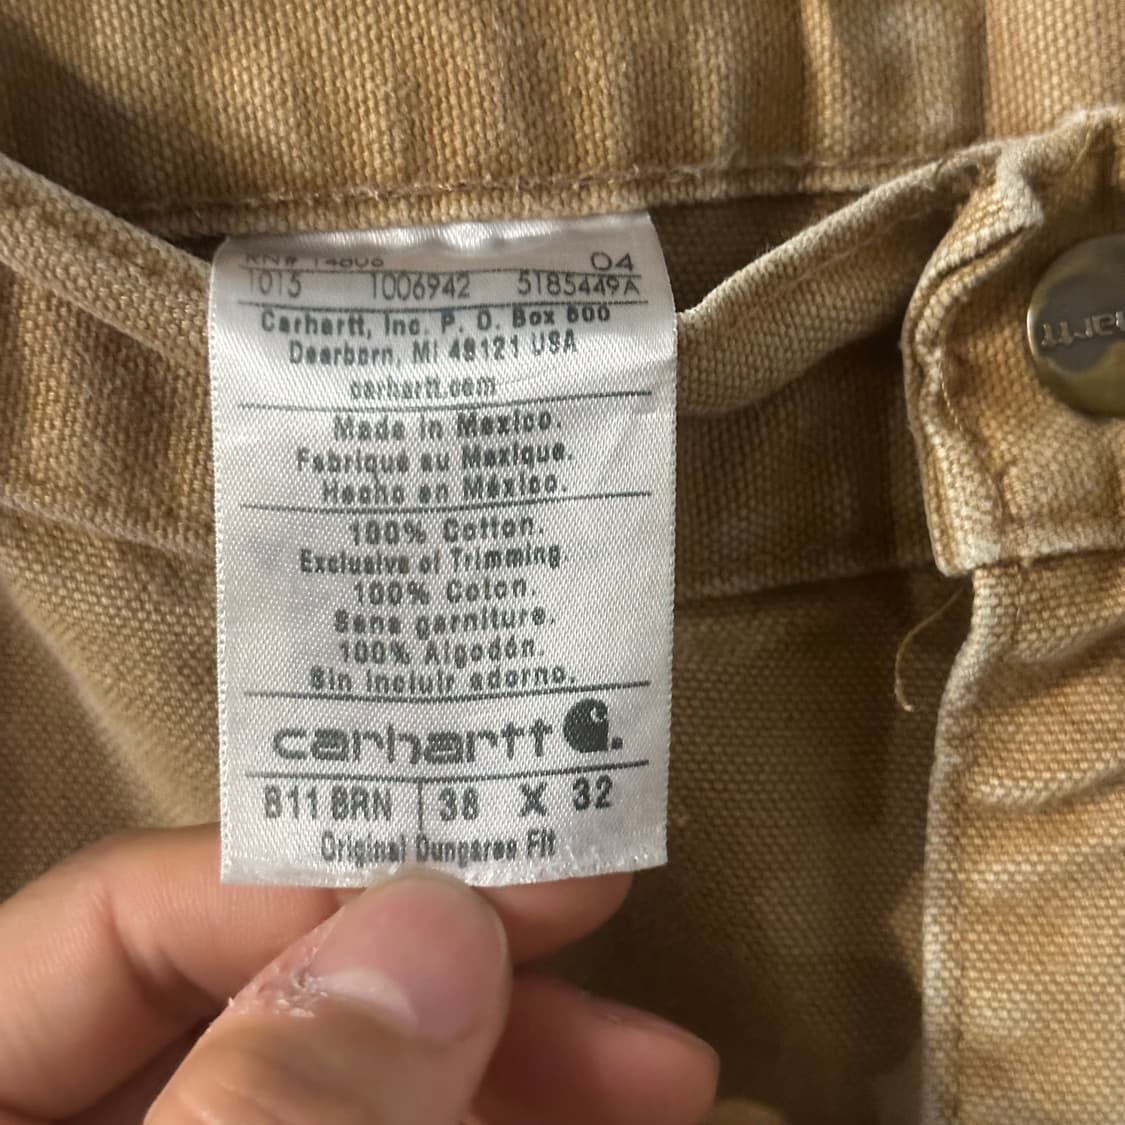 RN# 14806 04
1015 1006942 5185449A
Carhartt, Inc. P. O. Box 600
Dearborn, MI 48121 USA
carhartt.com
Made in Mexico.
Fabriqué au Mexique.
Hecho en México.
100% Cotton.
Exclusive of Trimming
100% Coton.
Sans garniture.
100% Algodón.
Sin incluir adorno.
carhartt
B11 BRN 38 X 32
Original Dungaree Fit